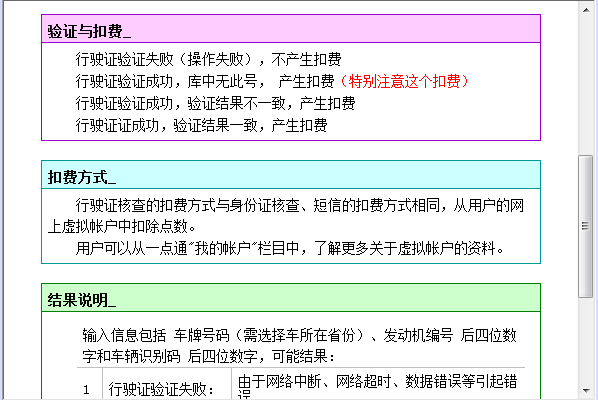 验证与扣费_
行驶证验证失败（操作失败），不产生扣费
行驶证验证成功，库中无此号， 产生扣费（特别注意这个扣费）
行驶证验证成功，验证结果不一致，产生扣费
行驶证证成功，验证结果一致，产生扣费
扣费方式_
行驶证核查的扣费方式与身份证核查、短信的扣费方式相同，从用户的网
上虚拟帐户中扣除点数。
用户可以从一点通"我的帐户"栏目中，了解更多关于虚拟帐户的资料。
结果说明_
输入信息包括 车牌号码（需选择车所在省份）、发动机编号 后四位数
字和车辆识别码 后四位数字，可能结果：
1 行驶证验证失败： 由于网络中断、网络超时、数据错误等引起错
误